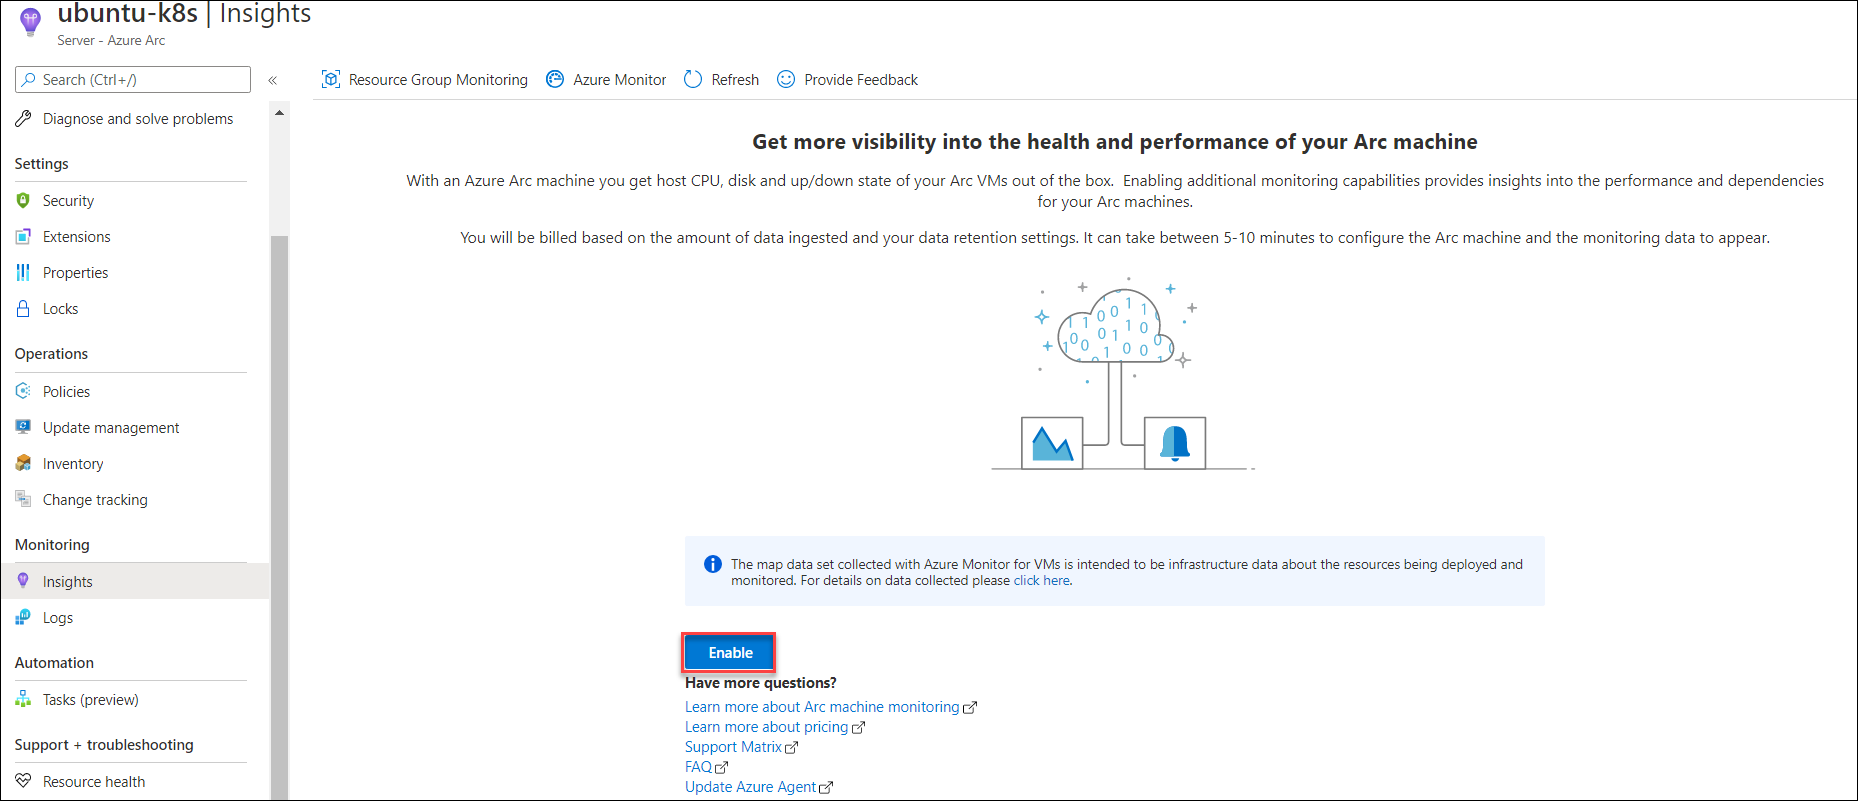 ubuntu-k8s | Insights
Server - Azure Arc
Search (Ctrl+/)
«
Diagnose and solve problems
Settings
Security
Extensions
Properties
Locks
Operations
Policies
Update management
Inventory
Change tracking
Monitoring
Insights
Logs
Automation
Tasks (preview)
Support + troubleshooting
Resource health
Resource Group Monitoring
Azure Monitor
Refresh
Provide Feedback
Get more visibility into the health and performance of your Arc machine
With an Azure Arc machine you get host CPU, disk and up/down state of your Arc VMs out of the box. Enabling additional monitoring capabilities provides insights into the performance and dependencies
for your Arc machines.
You will be billed based on the amount of data ingested and your data retention settings. It can take between 5-10 minutes to configure the Arc machine and the monitoring data to appear.
The map data set collected with Azure Monitor for VMs is intended to be infrastructure data about the resources being deployed and
monitored. For details on data collected please click here.
Enable
Have more questions?
Learn more about Arc machine monitoring
Learn more about pricing
Support Matrix
FAQ
Update Azure Agent